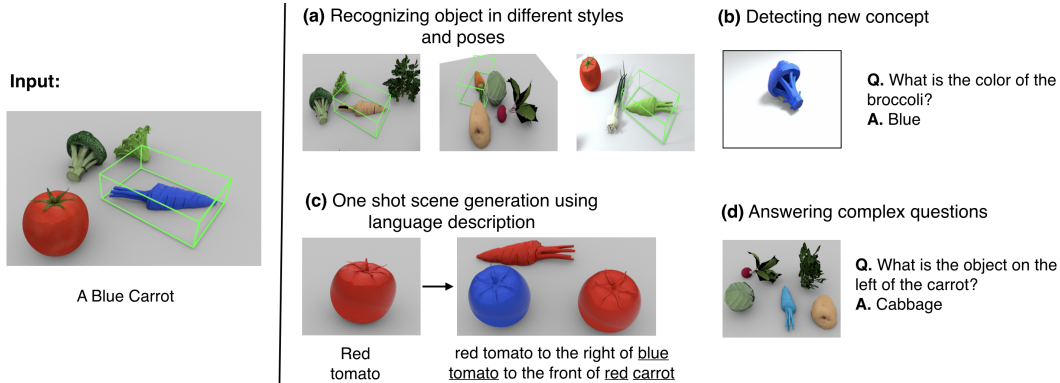 Input:
A Blue Carrot
(a) Recognizing object in different styles
and poses
(b) Detecting new concept
Q. What is the color of the
broccoli?
A. Blue
(c) One shot scene generation using
language description
Red
tomato
red tomato to the right of blue
tomato to the front of red carrot
(d) Answering complex questions
Q. What is the object on the
left of the carrot?
A. Cabbage